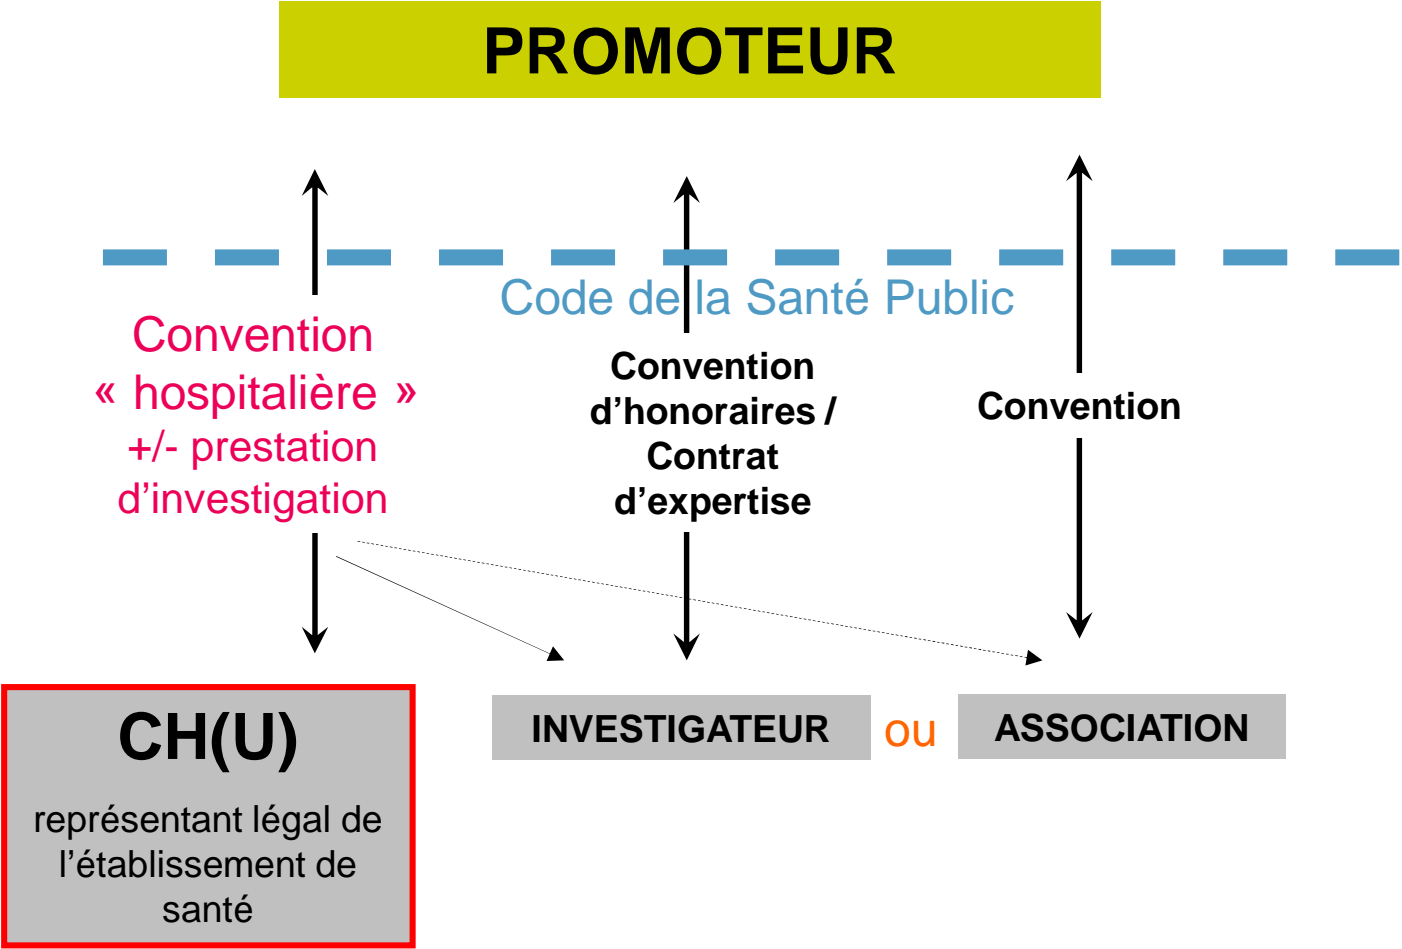 PROMOTEUR
Code de la Santé Public
Convention
« hospitalière »
+/- prestation
d’investigation
Convention
d’honoraires /
Contrat
d’expertise
Convention
CH(U)
représentant légal de
l’établissement de
santé
INVESTIGATEUR
ou
ASSOCIATION